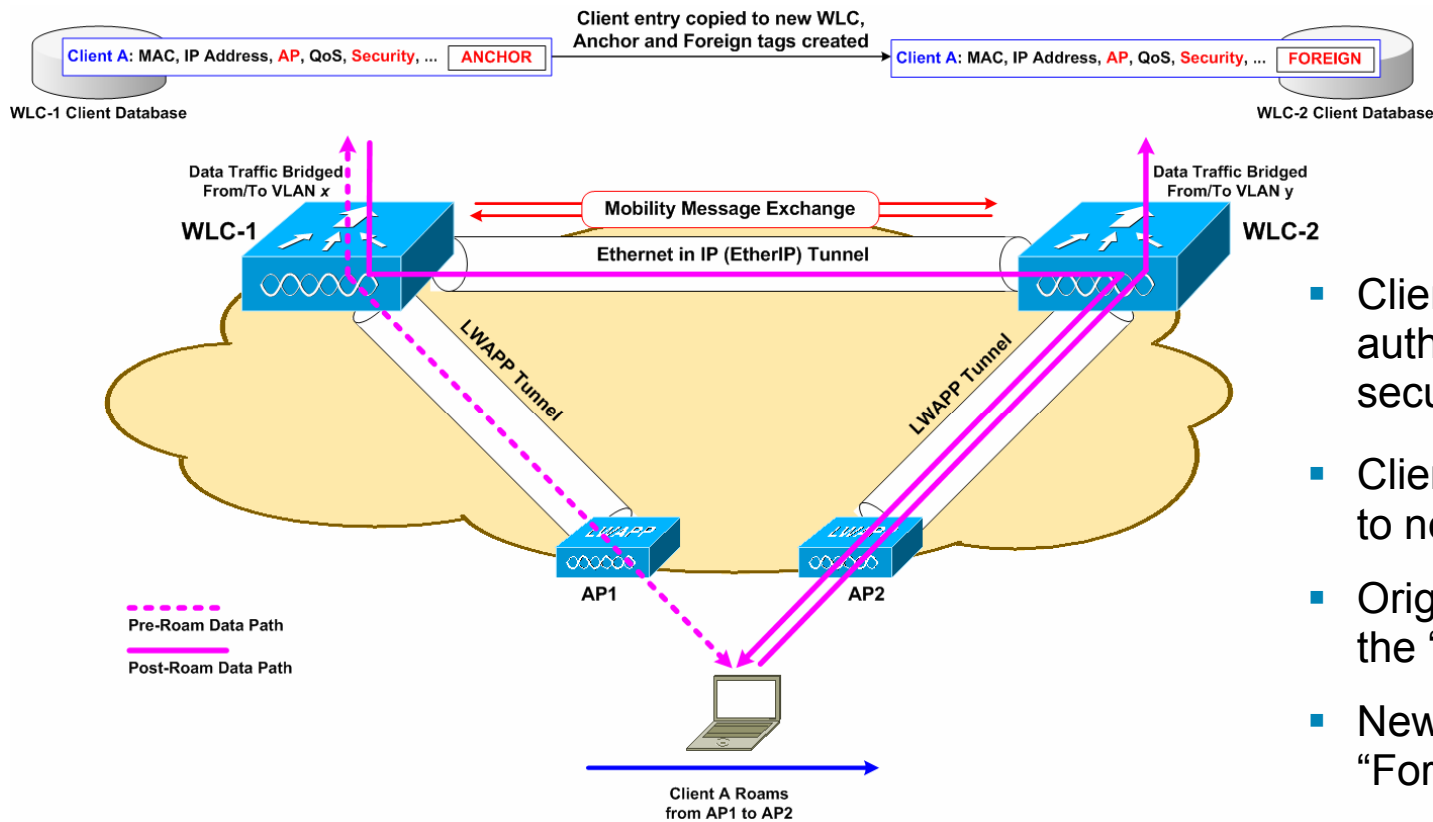 Client entry copied to new WLC,
Anchor and Foreign tags created
Client A: MAC, IP Address, AP, QoS, Security, ... ANCHOR
Client A: MAC, IP Address, AP, QoS, Security, ... FOREIGN
WLC-1 Client Database
WLC-2 Client Database
Data Traffic Bridged
From/To VLAN x
Data Traffic Bridged
From/To VLAN y
WLC-1
Mobility Message Exchange
WLC-2
Ethernet in IP (EtherIP) Tunnel
LWAPP Tunnel
LWAPP Tunnel
LWAPP
LWAPP
AP1
AP2
Pre-Roam Data Path
Post-Roam Data Path
Client A Roams
from AP1 to AP2
to
the
New